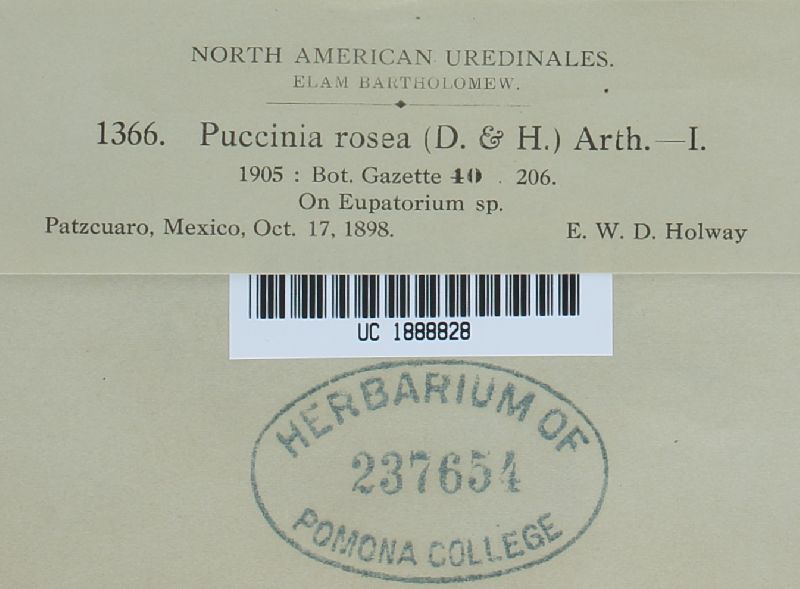 NORTH AMERICAN UREDINALES.
ELAM BARTHOLOMEW.
1366. Puccinia rosea (D. & H.) Arth.—I.
1905 : Bot. Gazette 40 . 206.
On Eupatorium sp.
Patzcuaro, Mexico, Oct. 17, 1898. E. W. D. Holway
UC 1888828
HERBARIUM OF
237654
POMONA COLLEGE